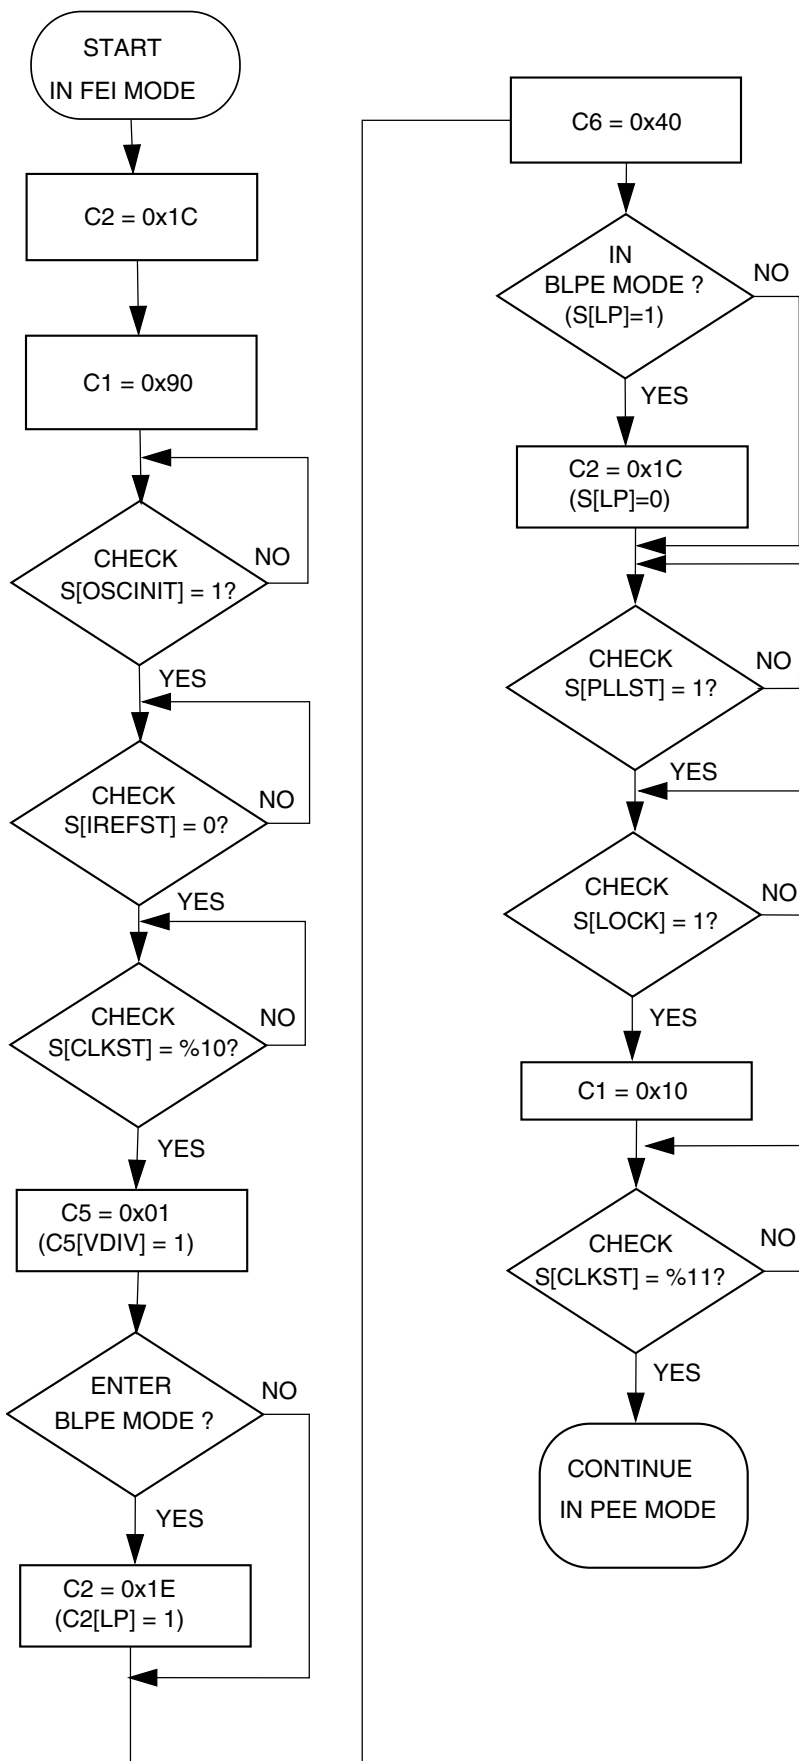 START
IN FEI MODE
C2 = 0x1C
C1 = 0x90
CHECK
S[OSCINIT] = 1?
NO
YES
CHECK
S[IREFST] = 0?
NO
YES
CHECK
S[CLKST] = %10?
NO
YES
C5 = 0x01
(C5[VDIV] = 1)
ENTER
BLPE MODE ?
NO
YES
C2 = 0x1E
(C2[LP] = 1)
C6 = 0x40
IN
BLPE MODE ?
(S[LP]=1)
NO
YES
C2 = 0x1C
(S[LP]=0)
CHECK
S[PLLST] = 1?
NO
YES
CHECK
S[LOCK] = 1?
NO
YES
C1 = 0x10
CHECK
S[CLKST] = %11?
NO
YES
CONTINUE
IN PEE MODE